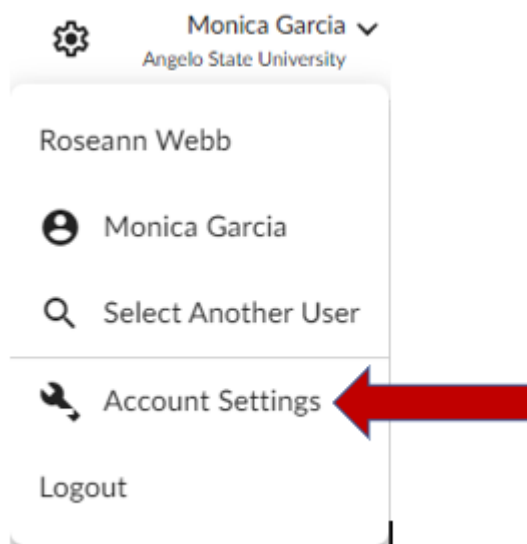 Monica Garcia
Angelo State University
Roseann Webb
Monica Garcia
Select Another User
Account Settings
Logout